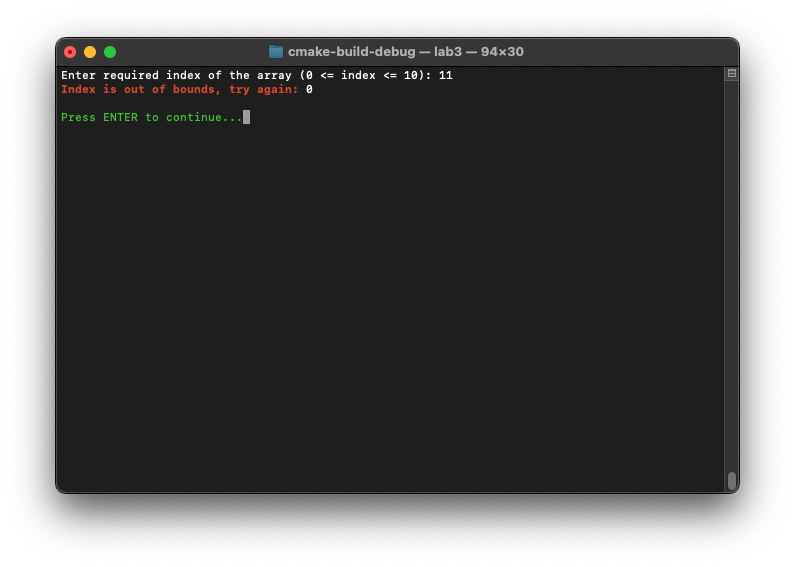 cmake-build-debug — lab3 — 94×30
Enter required index of the array (0 <= index <= 10): 11
Index is out of bounds, try again: 0
Press ENTER to continue...